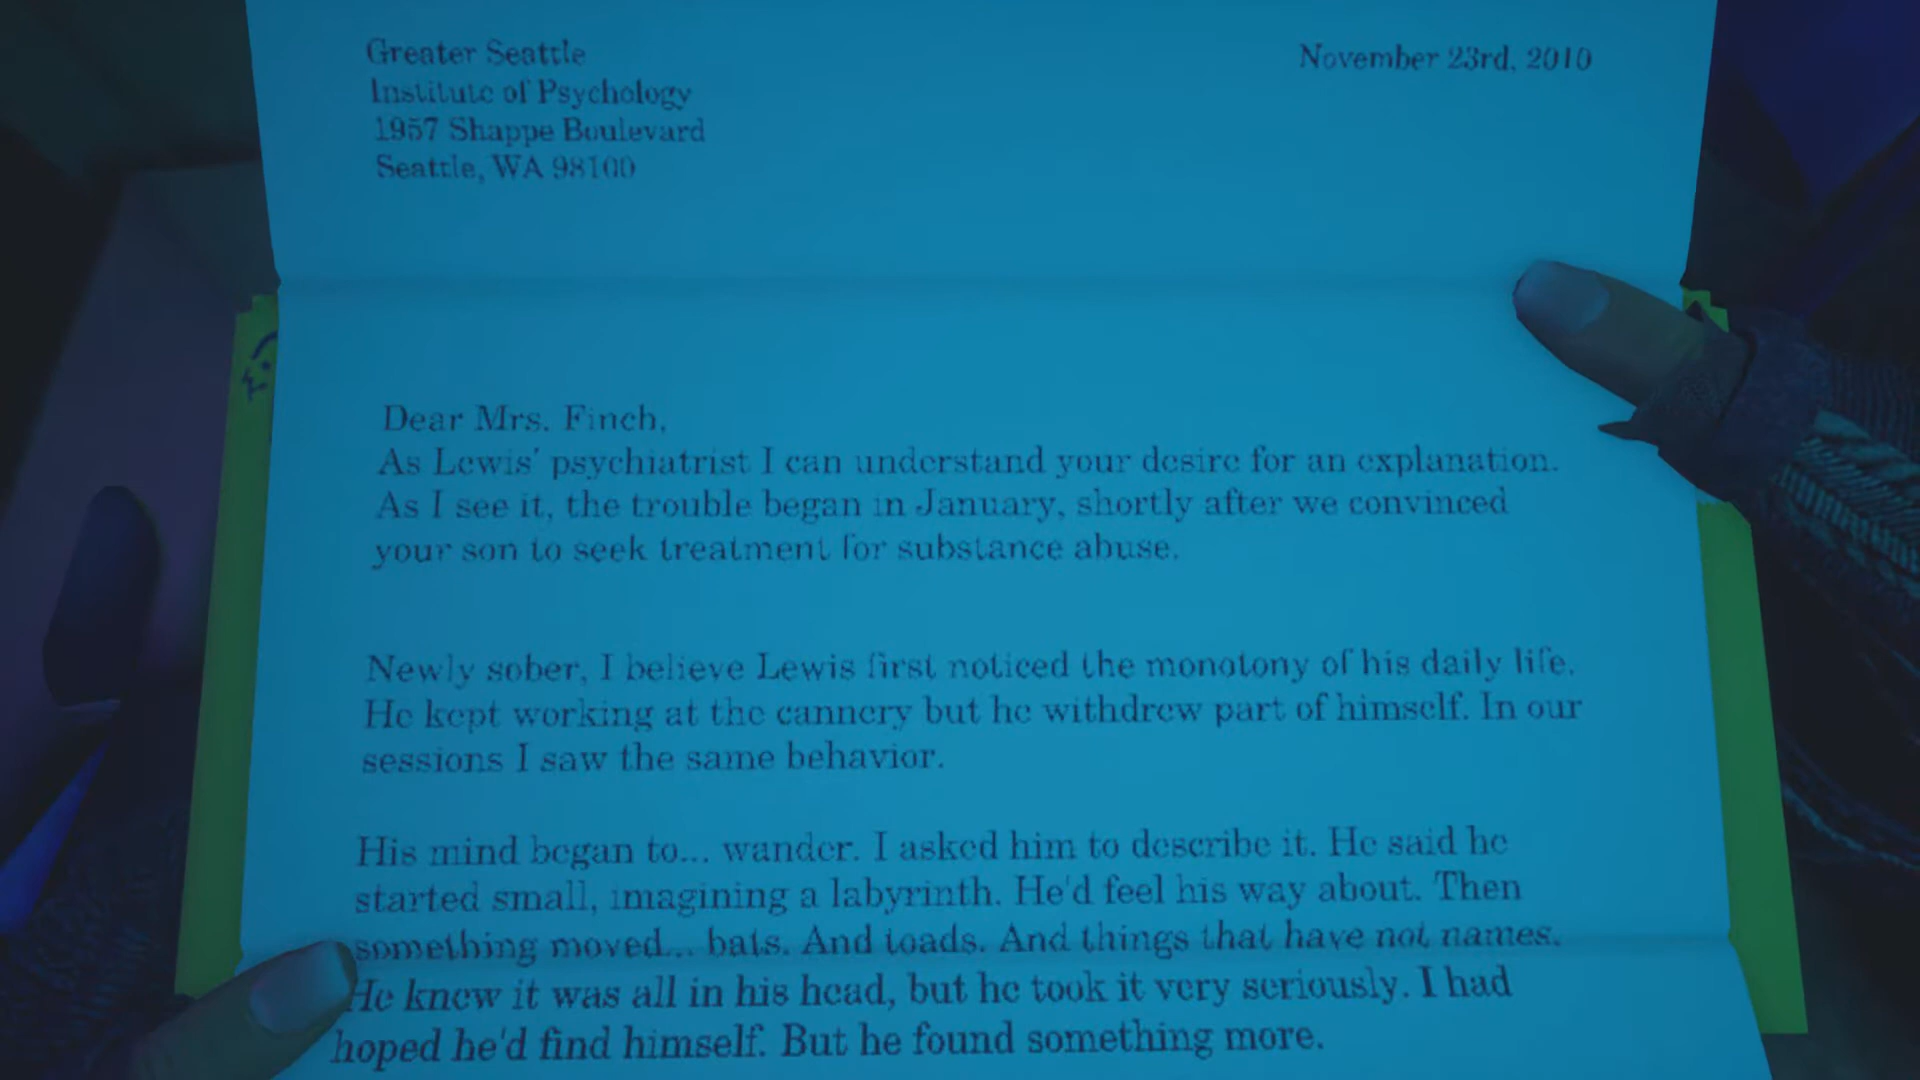 Greater Seattle
Institute of Psychology
1957 Shappe Boulevard
Seattle, WA 98100
November 23rd, 2010
Dear Mrs. Finch,
As Lewis' psychiatrist I can understand your desire for an explanation.
As I see it, the trouble began in January, shortly after we convinced
your son to seek treatment for substance abuse.
Newly sober, I believe Lewis first noticed the monotony of his daily life.
He kept working at the cannery but he withdrew part of himself. In our
sessions I saw the same behavior.
His mind began to... wander. I asked him to describe it. He said he
started small, imagining a labyrinth. He'd feel his way about. Then
something moved... bats. And toads. And things that have not names.
He knew it was all in his head, but he took it very seriously. I had
hoped he'd find himself. But he found something more.